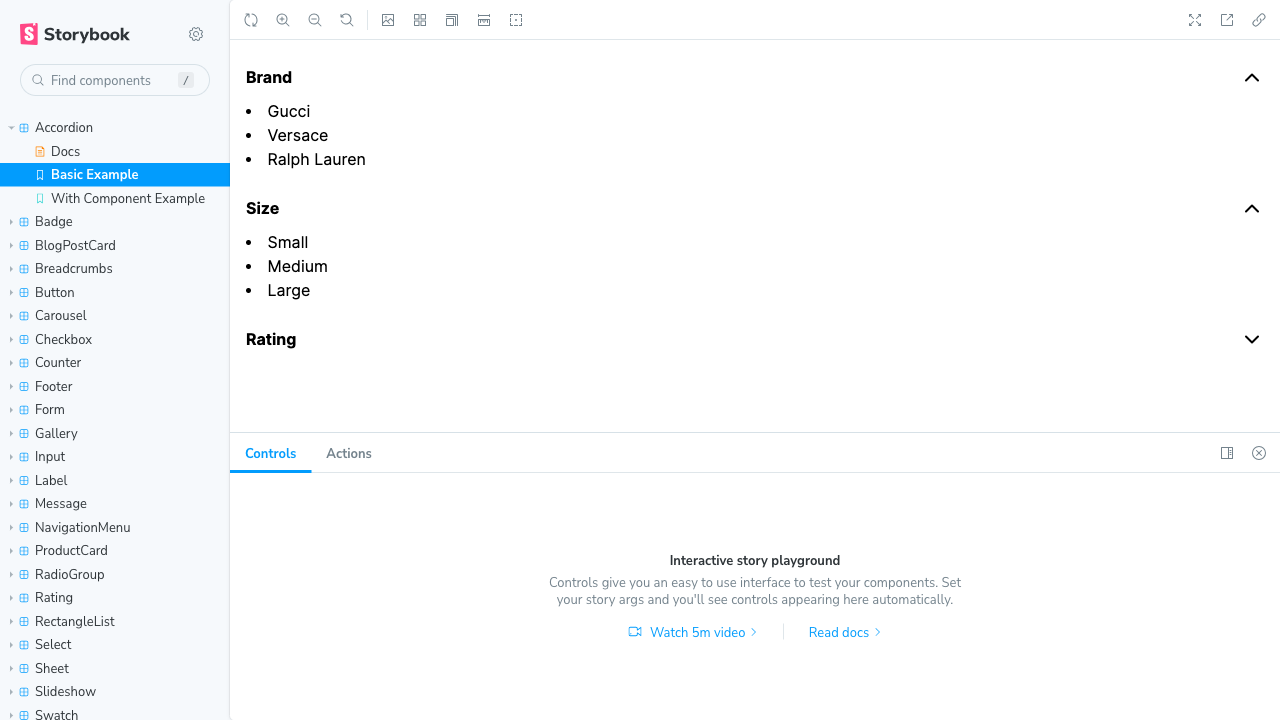 Storybook
Find components
/
Accordion
Docs
Basic Example
With Component Example
Badge
BlogPostCard
Breadcrumbs
Button
Carousel
Checkbox
Counter
Footer
Form
Gallery
Input
Label
Message
NavigationMenu
ProductCard
RadioGroup
Rating
RectangleList
Select
Sheet
Slideshow
Swatch
Brand
Gucci
Versace
Ralph Lauren
Size
Small
Medium
Large
Rating
Controls
Actions
Interactive story playground
Controls give you an easy to use interface to test your components. Set
your story args and you'll see controls appearing here automatically.
Watch 5m video
Read docs